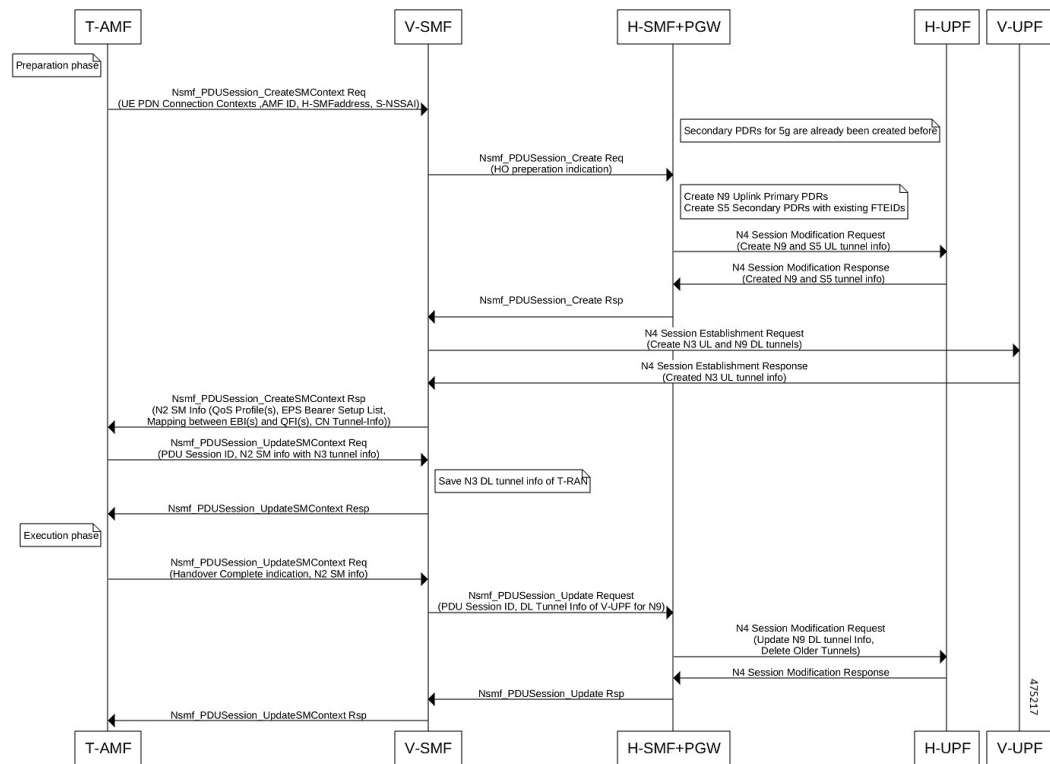 T-AMF
V-SMF
H-SMF+PGW
H-UPF
V-UPF
Preparation phase
Nsmf_PDUSession_CreateSMContext Req
(UE PDN Connection Contexts ,AMF ID, H-SMFaddress, S-NSSAI)
Secondary PDRs for 5g are already been created before
Nsmf_PDUSession_Create Req
(HO preperation indication)
Create N9 Uplink Primary PDRs
Create S5 Secondary PDRs with existing FTEIDs
N4 Session Modification Request
(Create N9 and S5 UL tunnel info)
N4 Session Modification Response
(Created N9 and S5 tunnel info)
Nsmf_PDUSession_Create Rsp
N4 Session Establishment Request
(Create N3 UL and N9 DL tunnels)
N4 Session Establishment Response
(Created N3 UL tunnel info)
Nsmf_PDUSession_CreateSMContext Rsp
(N2 SM Info (QoS Profile(s), EPS Bearer Setup List,
Mapping between EBI(s) and QFI(s), CN Tunnel-Info))
Nsmf_PDUSession_UpdateSMContext Req
(PDU Session ID, N2 SM info with N3 tunnel info)
Save N3 DL tunnel info of T-RAN
Nsmf_PDUSession_UpdateSMContext Resp
Execution phase
Nsmf_PDUSession_UpdateSMContext Req
(Handover Complete indication, N2 SM info)
Nsmf_PDUSession_Update Request
(PDU Session ID, DL Tunnel Info of V-UPF for N9)
N4 Session Modification Request
(Update N9 DL tunnel Info,
Delete Older Tunnels)
N4 Session Modification Response
Nsmf_PDUSession_Update Rsp
Nsmf_PDUSession_UpdateSMContext Rsp
475217
T-AMF
V-SMF
H-SMF+PGW
H-UPF
V-UPF